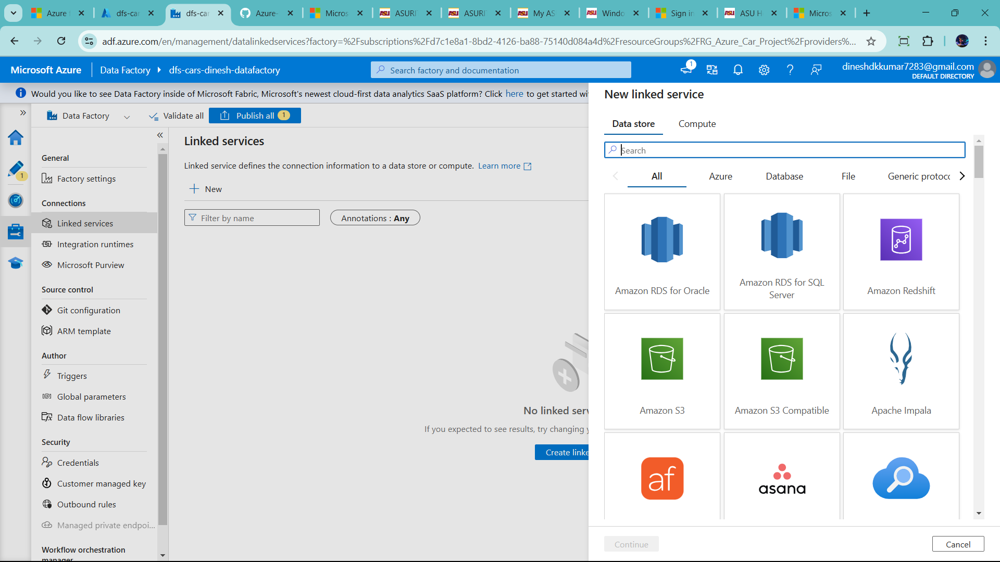 Azure
dfs-car
dfs-car
Azure-
Micros
ASURI
ASURI
My AS
Windo
Sign in
ASU H
Micros
adf.azure.com/en/management/datalinkedservices?factory=%2Fsubscriptions%2Fd7c1e8a1-8bd2-4126-ba88-75140d084a4d%2FresourceGroups%2FRG_Azure_Car_Project%2Fproviders%...
Microsoft Azure
Data Factory
dfs-cars-dinesh-datafactory
Search factory and documentation
1
dineshdkkumar7283@gmail.com
DEFAULT DIRECTORY
Would you like to see Data Factory inside of Microsoft Fabric, Microsoft's newest cloud-first data analytics SaaS platform? Click here to get started wi
Data Factory
Validate all
Publish all 1
1
General
Factory settings
Connections
Linked services
Integration runtimes
Microsoft Purview
Source control
Git configuration
ARM template
Author
Triggers
Global parameters
Data flow libraries
Security
Credentials
Customer managed key
Outbound rules
Managed private endpoi...
Workflow orchestration
manager
Linked services
Linked service defines the connection information to a data store or compute. Learn more
New
Filter by name
Annotations : Any
No linked serv
If you expected to see results, try changing y
Create linke
New linked service
Data store
Compute
Search
All
Azure
Database
File
Generic protoc
Amazon RDS for Oracle
Amazon RDS for SQL
Server
Amazon Redshift
Amazon S3
Amazon S3 Compatible
Apache Impala
af
asana
Continue
Cancel